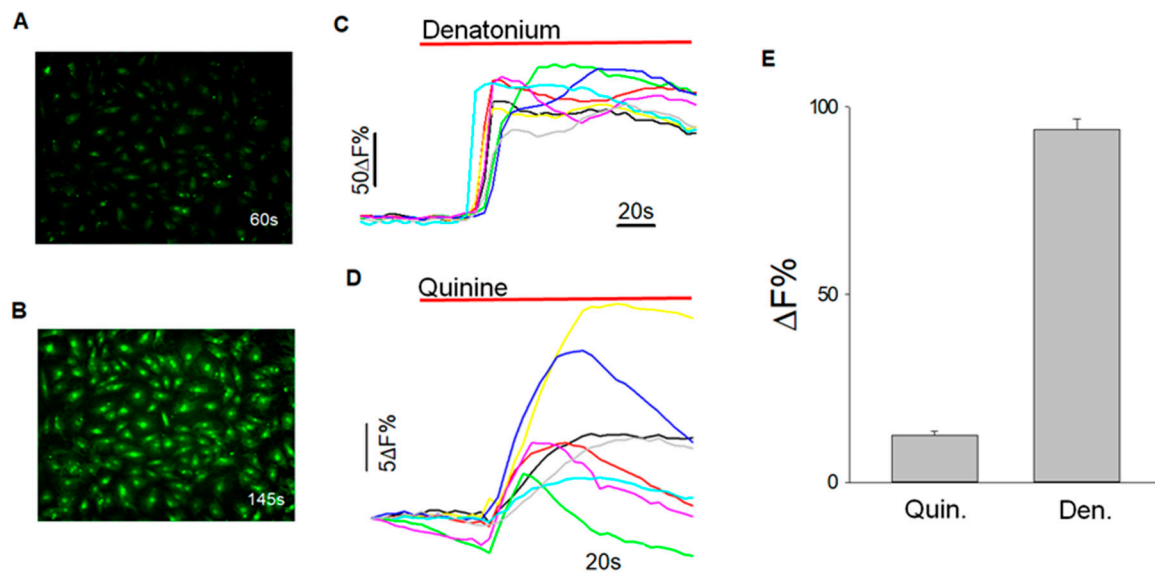 A
60s
B
145s
C
Denatonium
50ΔF%
20s
D
Quinine
5ΔF%
20s
E
100
50
0
ΔF%
Quin.
Den.